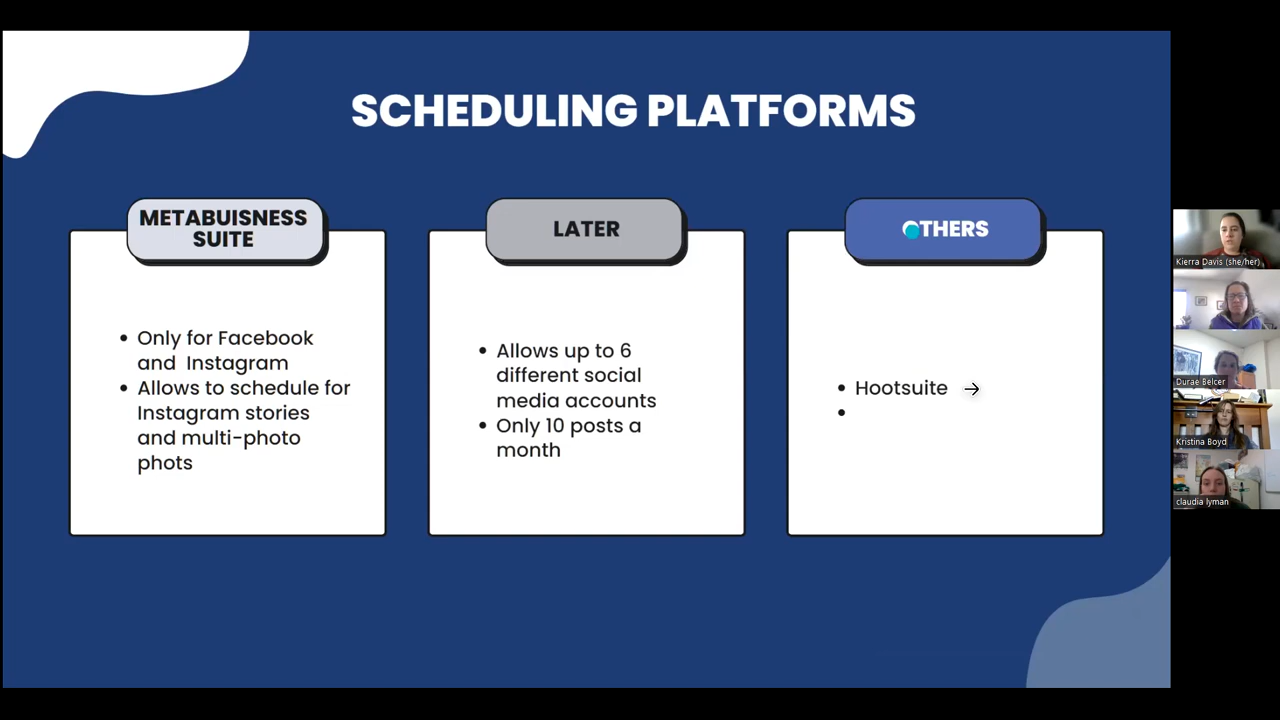 SCHEDULING PLATFORMS
METABUISNESS
SUITE
Only for Facebook
and Instagram
Allows to schedule for
Instagram stories
and multi-photo
phots
LATER
Allows up to 6
different social
media accounts
Only 10 posts a
month
OTHERS
Hootsuite →
Kierra Davis (she/her)
Durae Belcer
Kristina Boyd
claudia lyman